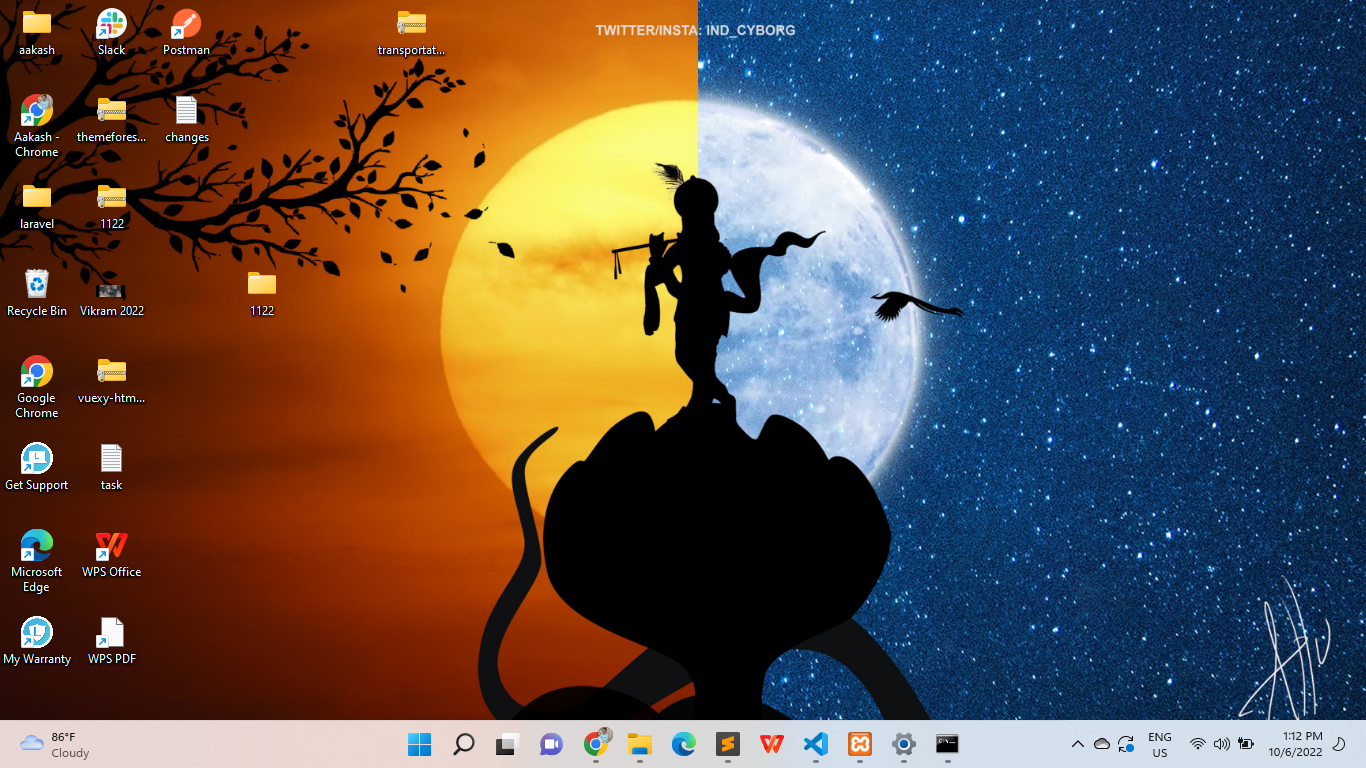 TWITTER/INSTA: IND_CYBORG
aakash
Slack
Postman
transportat...
Aakash -
Chrome
themefores...
changes
laravel
1122
Recycle Bin
Vikram 2022
1122
Google
Chrome
vuexy-htm...
Get Support
task
Microsoft
Edge
WPS Office
My Warranty
WPS PDF
86°F
Cloudy
ENG
US
1:12 PM
10/6/2022